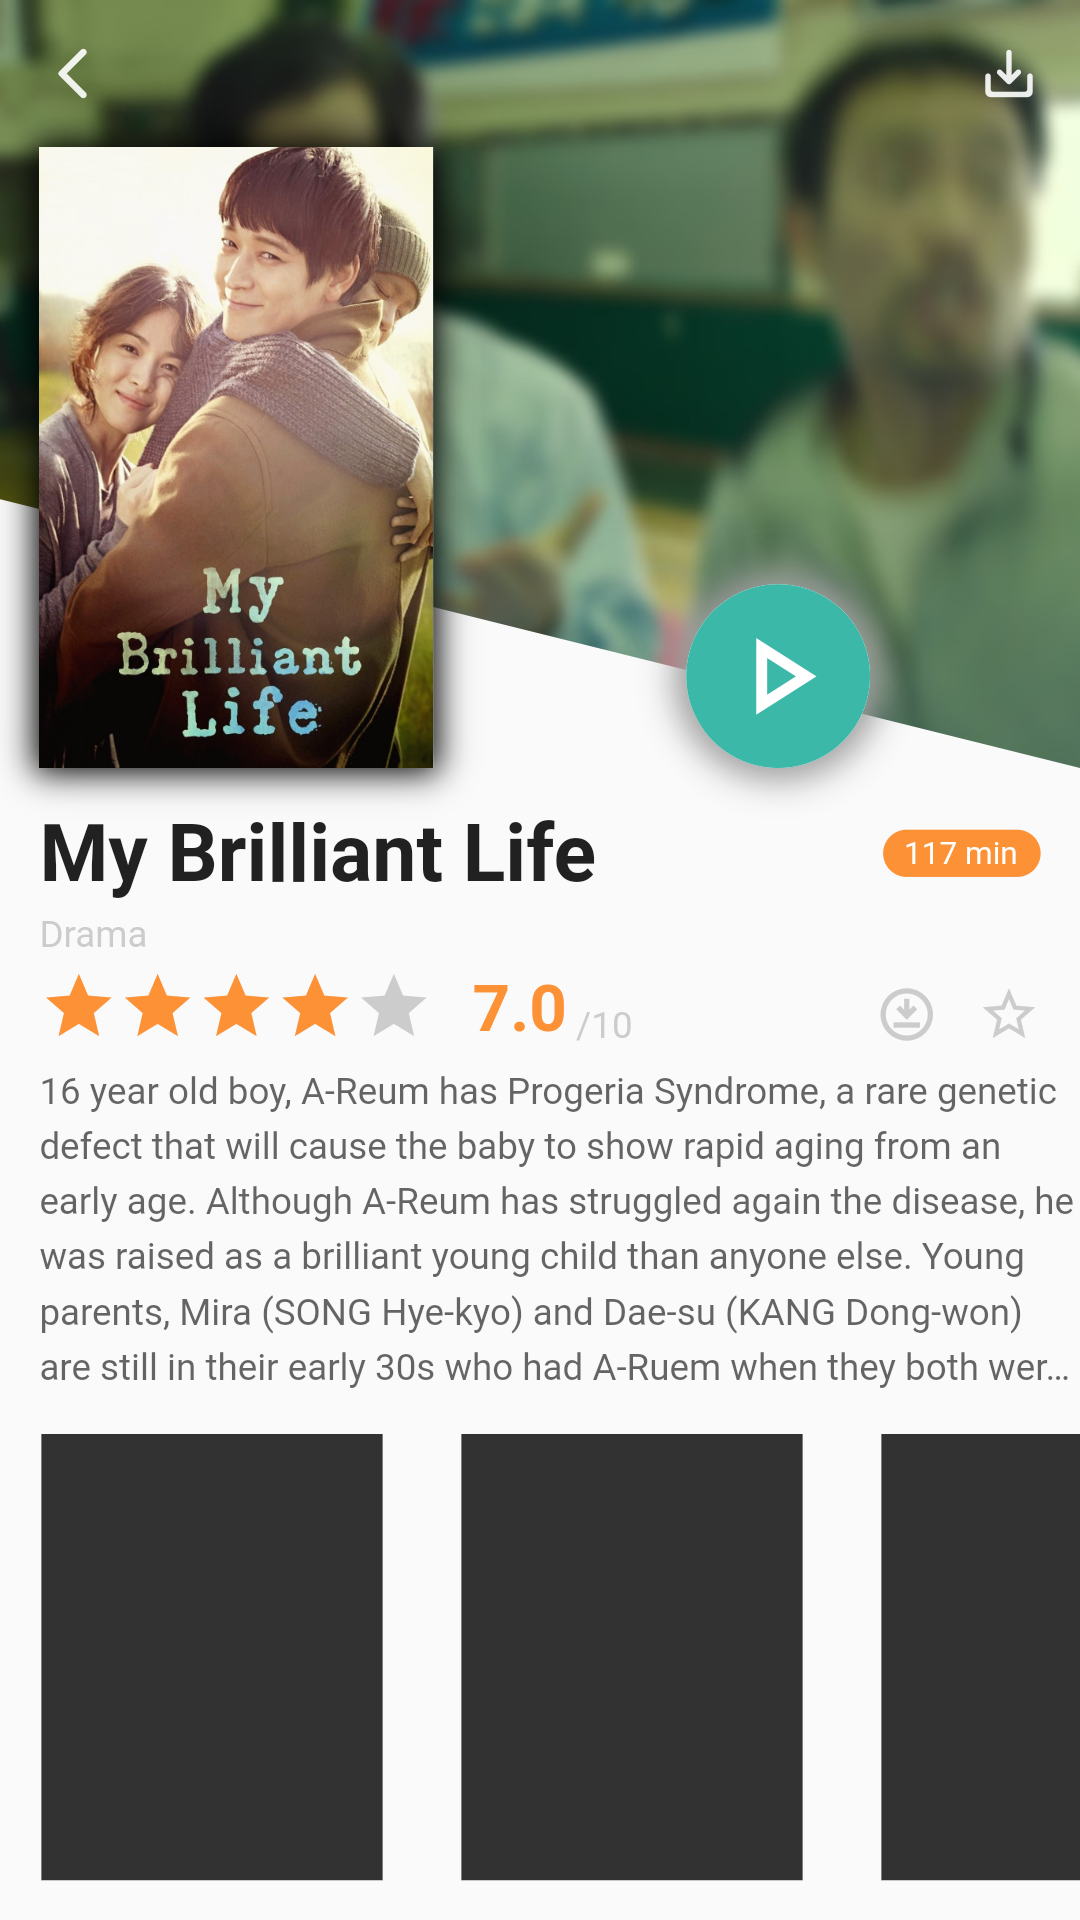 My
Brilliant
Life
My Brilliant Life
117 min
Drama
7.0 /10
16 year old boy, A-Reum has Progeria Syndrome, a rare genetic
defect that will cause the baby to show rapid aging from an
early age. Although A-Reum has struggled again the disease, he
was raised as a brilliant young child than anyone else. Young
parents, Mira (SONG Hye-kyo) and Dae-su (KANG Dong-won)
are still in their early 30s who had A-Ruem when they both wer...